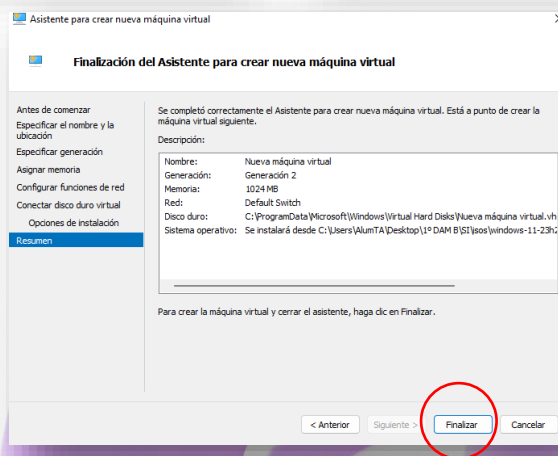 Asistente para crear nueva máquina virtual
Finalización del Asistente para crear nueva máquina virtual
Antes de comenzar
Especificar el nombre y la
ubicación
Especificar generación
Asignar memoria
Configurar funciones de red
Conectar disco duro virtual
Opciones de instalación
Resumen
Se completó correctamente el Asistente para crear nueva máquina virtual. Está a punto de crear la
máquina virtual siguiente.
Descripción:
Nombre: Nueva máquina virtual
Generación: Generación 2
Memoria: 1024 MB
Red: Default Switch
Disco duro: C:\ProgramData\Microsoft\Windows\Virtual Hard Disks\Nueva máquina virtual.vh
Sistema operativo: Se instalará desde C:\Users\AlumTA\Desktop\1º DAM B\SI\isos\windows-11-23h2
Para crear la máquina virtual y cerrar el asistente, haga clic en Finalizar.
< Anterior Siguiente > Finalizar Cancelar